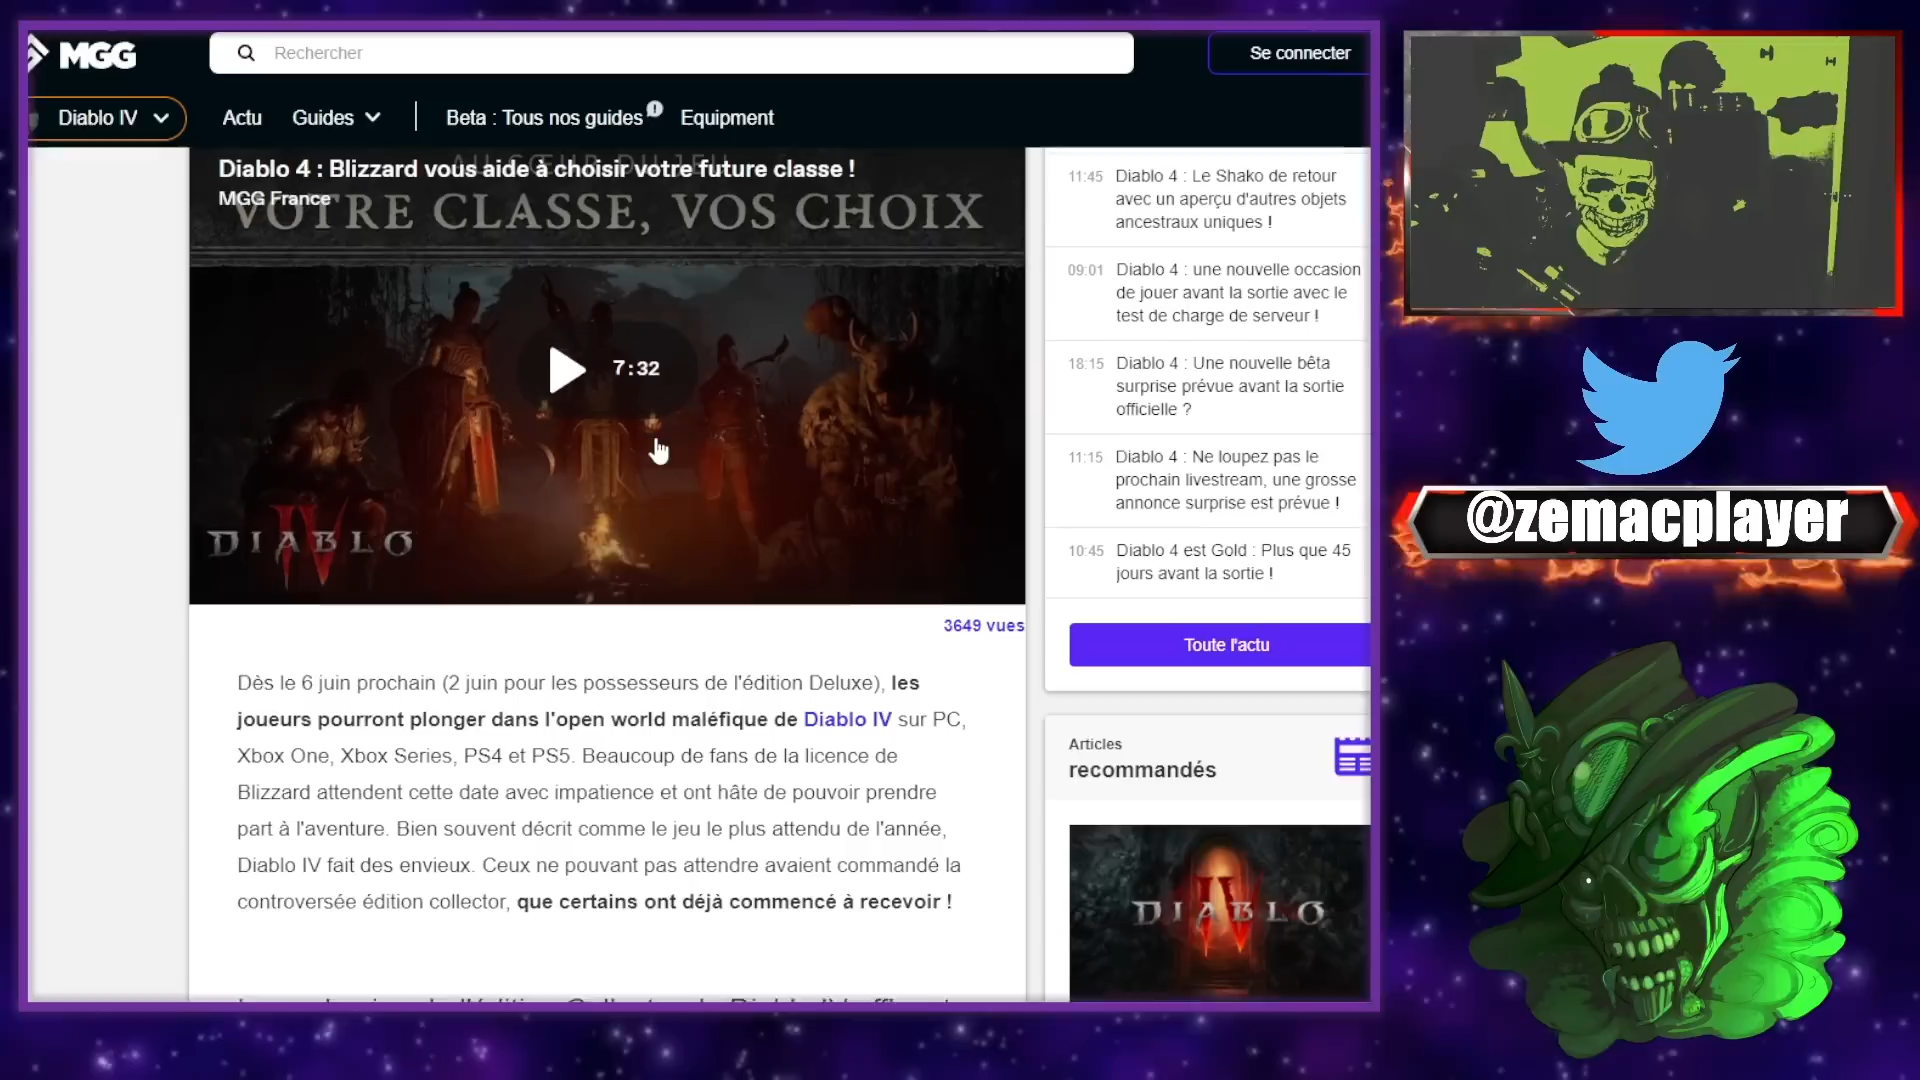 MGG
Rechercher
Se connecter
Diablo IV
Actu
Guides
Beta : Tous nos guides
Equipment
AU CŒUR DU JEU
Diablo 4 : Blizzard vous aide à choisir votre future classe !
MGG France
VOTRE CLASSE, VOS CHOIX
7:32
DIABLO IV
3649 vues
Dès le 6 juin prochain (2 juin pour les possesseurs de l'édition Deluxe), les
joueurs pourront plonger dans l'open world maléfique de Diablo IV sur PC,
Xbox One, Xbox Series, PS4 et PS5. Beaucoup de fans de la licence de
Blizzard attendent cette date avec impatience et ont hâte de pouvoir prendre
part à l'aventure. Bien souvent décrit comme le jeu le plus attendu de l'année,
Diablo IV fait des envieux. Ceux ne pouvant pas attendre avaient commandé la
controversée édition collector, que certains ont déjà commencé à recevoir !
11:45 Diablo 4 : Le Shako de retour
avec un aperçu d'autres objets
ancestraux uniques !
09:01 Diablo 4 : une nouvelle occasion
de jouer avant la sortie avec le
test de charge de serveur !
18:15 Diablo 4 : Une nouvelle bêta
surprise prévue avant la sortie
officielle ?
11:15 Diablo 4 : Ne loupez pas le
prochain livestream, une grosse
annonce surprise est prévue !
10:45 Diablo 4 est Gold : Plus que 45
jours avant la sortie !
Toute l'actu
Articles
recommandés
DIABLO IV
@zemacplayer